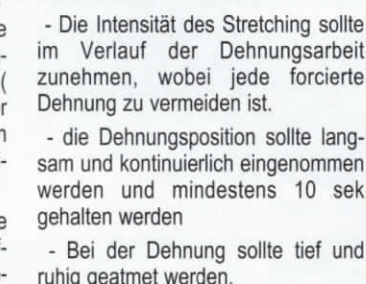 - Die Intensität des Stretching sollte
im Verlauf der Dehnungsarbeit
zunehmen, wobei jede forcierte
Dehnung zu vermeiden ist.
- die Dehnungsposition sollte lang-
sam und kontinuierlich eingenommen
werden und mindestens 10 sek
gehalten werden
- Bei der Dehnung sollte tief und
ruhig geatmet werden.